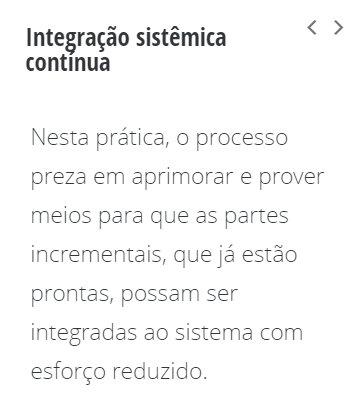 Integração sistêmica
contínua
Nesta prática, o processo
preza em aprimorar e prover
meios para que as partes
incrementais, que já estão
prontas, possam ser
integradas ao sistema com
esforço reduzido.